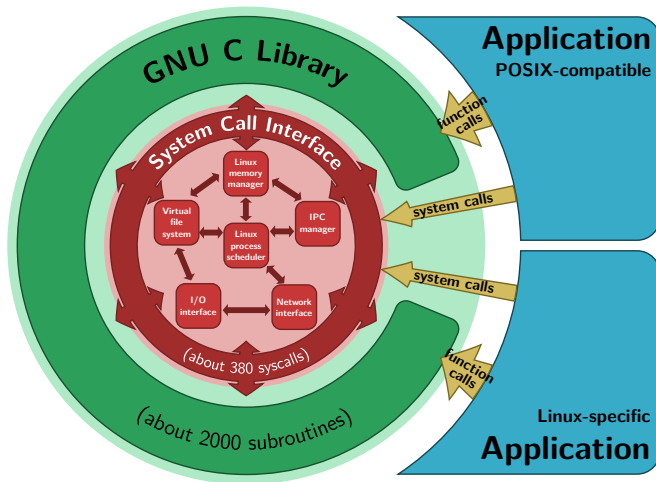 GNU C Library
Application
POSIX-compatible
function
calls
System Call Interface
Linux
memory
manager
system calls
Virtual
file
system
IPC
manager
Linux
process
scheduler
system calls
I/O
interface
Network
interface
(about 380 syscalls)
function
calls
(about 2000 subroutines)
Linux-specific
Application